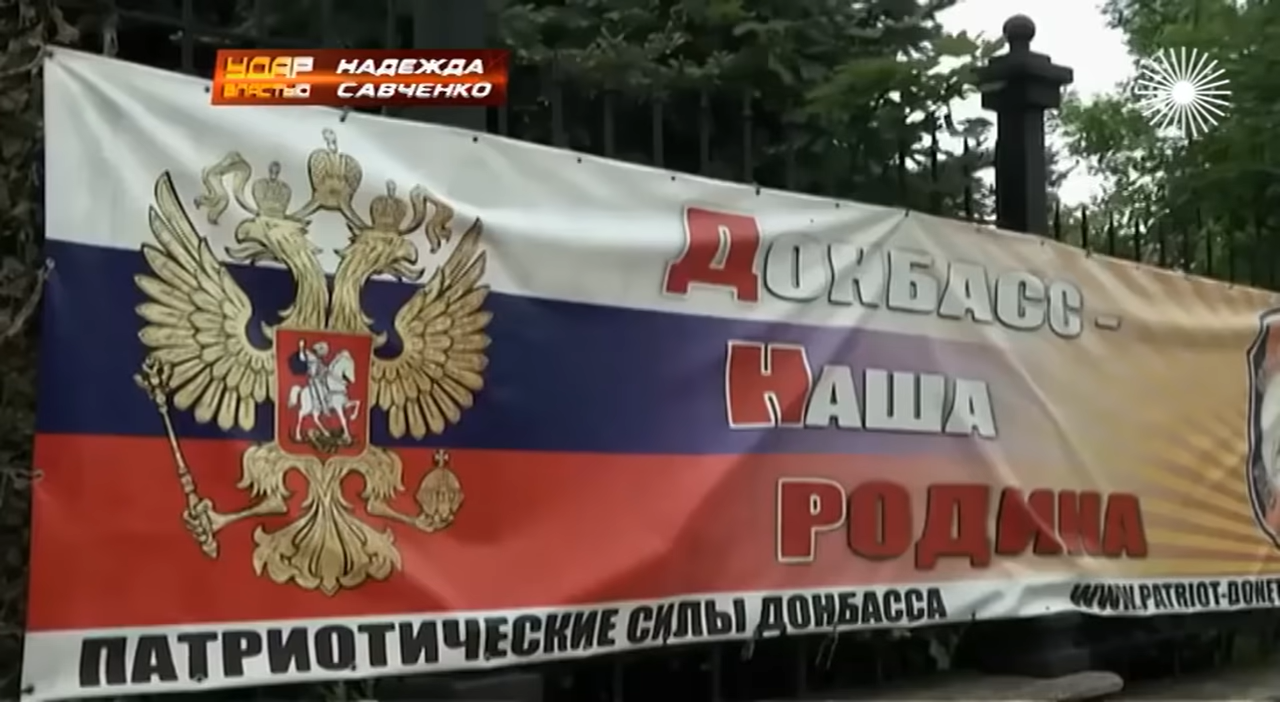 УДАР НАДЕЖДА
ВЛАСТЬЮ САВЧЕНКО
ДОНБАСС -
НАША
РОДИНА
ПАТРИОТИЧЕСКИЕ СИЛЫ ДОНБАССА
WWW.PATRIOT-DONET